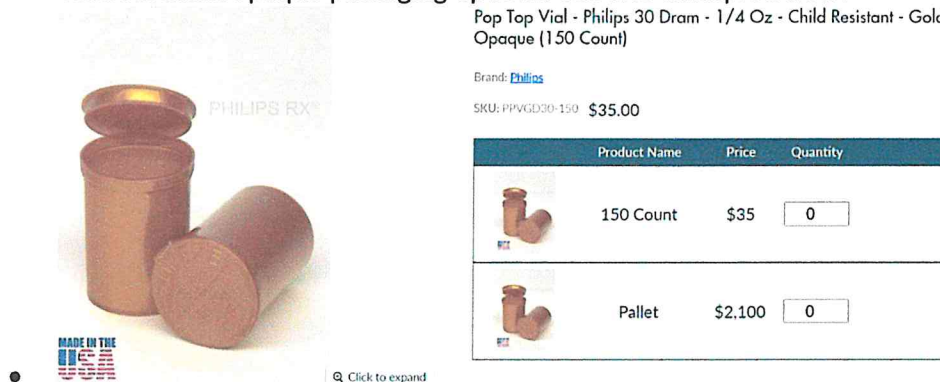 Pop Top Vial - Philips 30 Dram - 1/4 Oz - Child Resistant - Gold
Opaque (150 Count)
Brand: Philips
SKU: PPVGD30-150 $35.00
PHILIPS RX
Product Name Price Quantity
150 Count $35 0
Pallet $2,100 0
MADE IN THE
USA
Click to expand